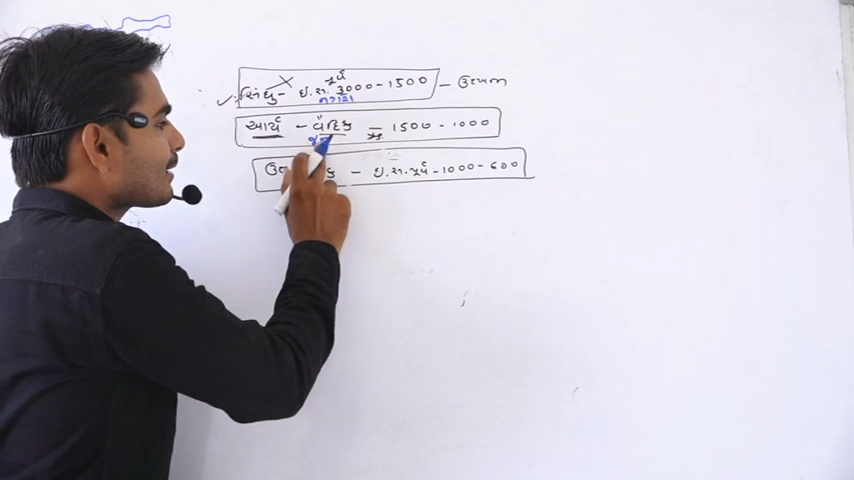 પૂર્વ
સિંધુ - ઇ.સ. 3000 - 1500 - ઉત્ખનન
નગરીય
આર્ય - વૈદિક = 1500 - 1000
- ઇ.સ.પૂર્વ - 1000 - 600